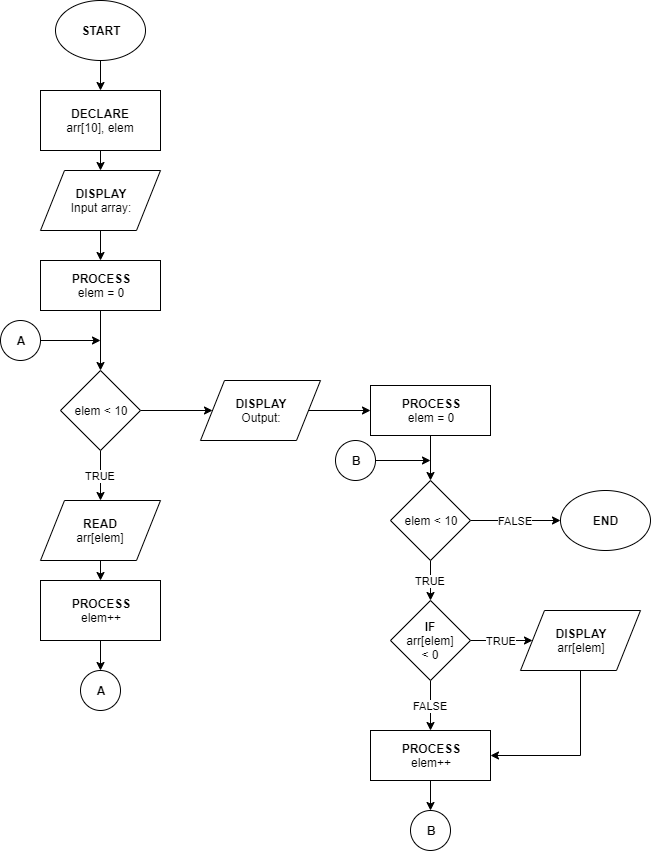 START
DECLARE
arr[10], elem
DISPLAY
Input array:
PROCESS
elem = 0
A
elem < 10
TRUE
READ
arr[elem]
PROCESS
elem++
A
DISPLAY
Output:
PROCESS
elem = 0
B
elem < 10
FALSE
END
TRUE
IF
arr[elem]
< 0
TRUE
DISPLAY
arr[elem]
FALSE
PROCESS
elem++
B